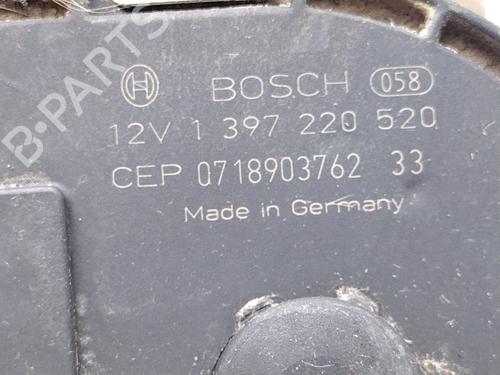 B-PARTS
BOSCH 058
12V 1 397 220 520
CEP 0718903762 33
Made in Germany